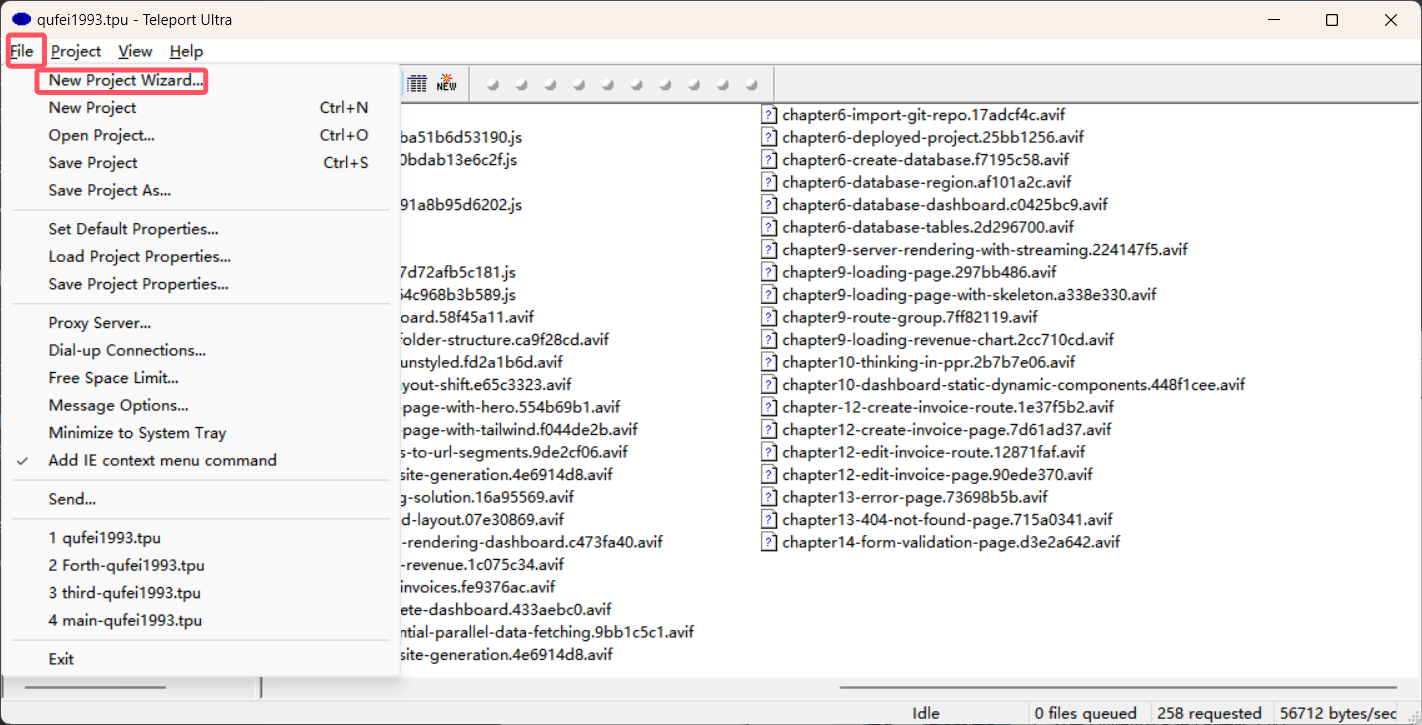 qufei1993.tpu - Teleport Ultra
File Project View Help
New Project Wizard...
New Project Ctrl+N
Open Project... Ctrl+O
Save Project Ctrl+S
Save Project As...
Set Default Properties...
Load Project Properties...
Save Project Properties...
Proxy Server...
Dial-up Connections...
Free Space Limit...
Message Options...
Minimize to System Tray
Add IE context menu command
Send...
1 qufei1993.tpu
2 Forth-qufei1993.tpu
3 third-qufei1993.tpu
4 main-qufei1993.tpu
Exit
NEW
ba51b6d53190.js
0bdab13e6c2f.js
91a8b95d6202.js
7d72afb5c181.js
64c968b3b589.js
oard.58f45a11.avif
folder-structure.ca9f28cd.avif
unstyled.fd2a1b6d.avif
yout-shift.e65c3323.avif
page-with-hero.554b69b1.avif
page-with-tailwind.f044de2b.avif
s-to-url-segments.9de2cf06.avif
site-generation.4e6914d8.avif
g-solution.16a95569.avif
d-layout.07e30869.avif
-rendering-dashboard.c473fa40.avif
-revenue.1c075c34.avif
invoices.fe9376ac.avif
ete-dashboard.433aebc0.avif
ntial-parallel-data-fetching.9bb1c5c1.avif
site-generation.4e6914d8.avif
chapter6-import-git-repo.17adcf4c.avif
chapter6-deployed-project.25bb1256.avif
chapter6-create-database.f7195c58.avif
chapter6-database-region.af101a2c.avif
chapter6-database-dashboard.c0425bc9.avif
chapter6-database-tables.2d296700.avif
chapter9-server-rendering-with-streaming.224147f5.avif
chapter9-loading-page.297bb486.avif
chapter9-loading-page-with-skeleton.a338e330.avif
chapter9-route-group.7ff82119.avif
chapter9-loading-revenue-chart.2cc710cd.avif
chapter10-thinking-in-ppr.2b7b7e06.avif
chapter10-dashboard-static-dynamic-components.448f1cee.avif
chapter-12-create-invoice-route.1e37f5b2.avif
chapter12-create-invoice-page.7d61ad37.avif
chapter12-edit-invoice-route.12871faf.avif
chapter12-edit-invoice-page.90ede370.avif
chapter13-error-page.73698b5b.avif
chapter13-404-not-found-page.715a0341.avif
chapter14-form-validation-page.d3e2a642.avif
Idle 0 files queued 258 requested 56712 bytes/sec